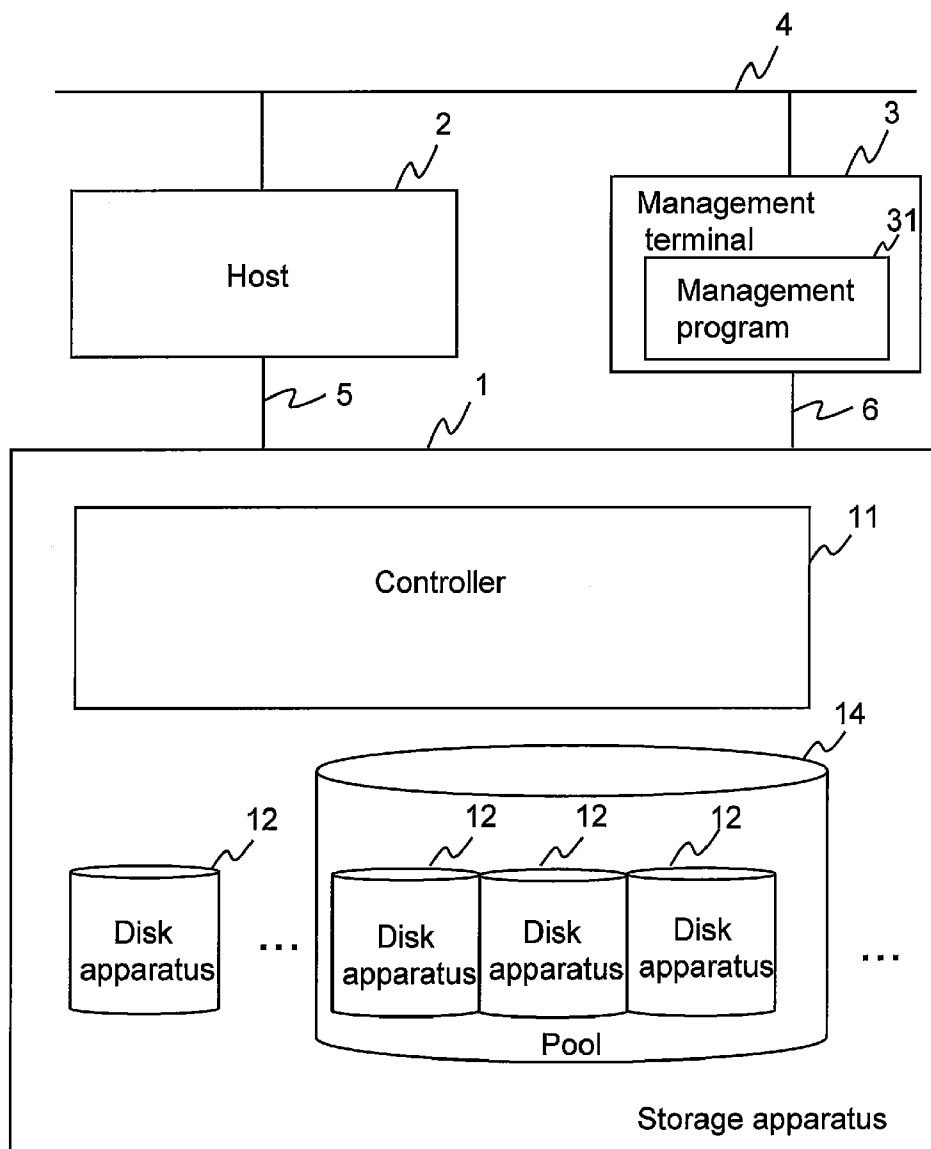 4
2
3
Management
terminal
31
Host
Management
program
5
1
6
11
Controller
14
12
12
12
12
Disk
apparatus
...
Disk
apparatus
Disk
apparatus
Disk
apparatus
...
Pool
Storage apparatus